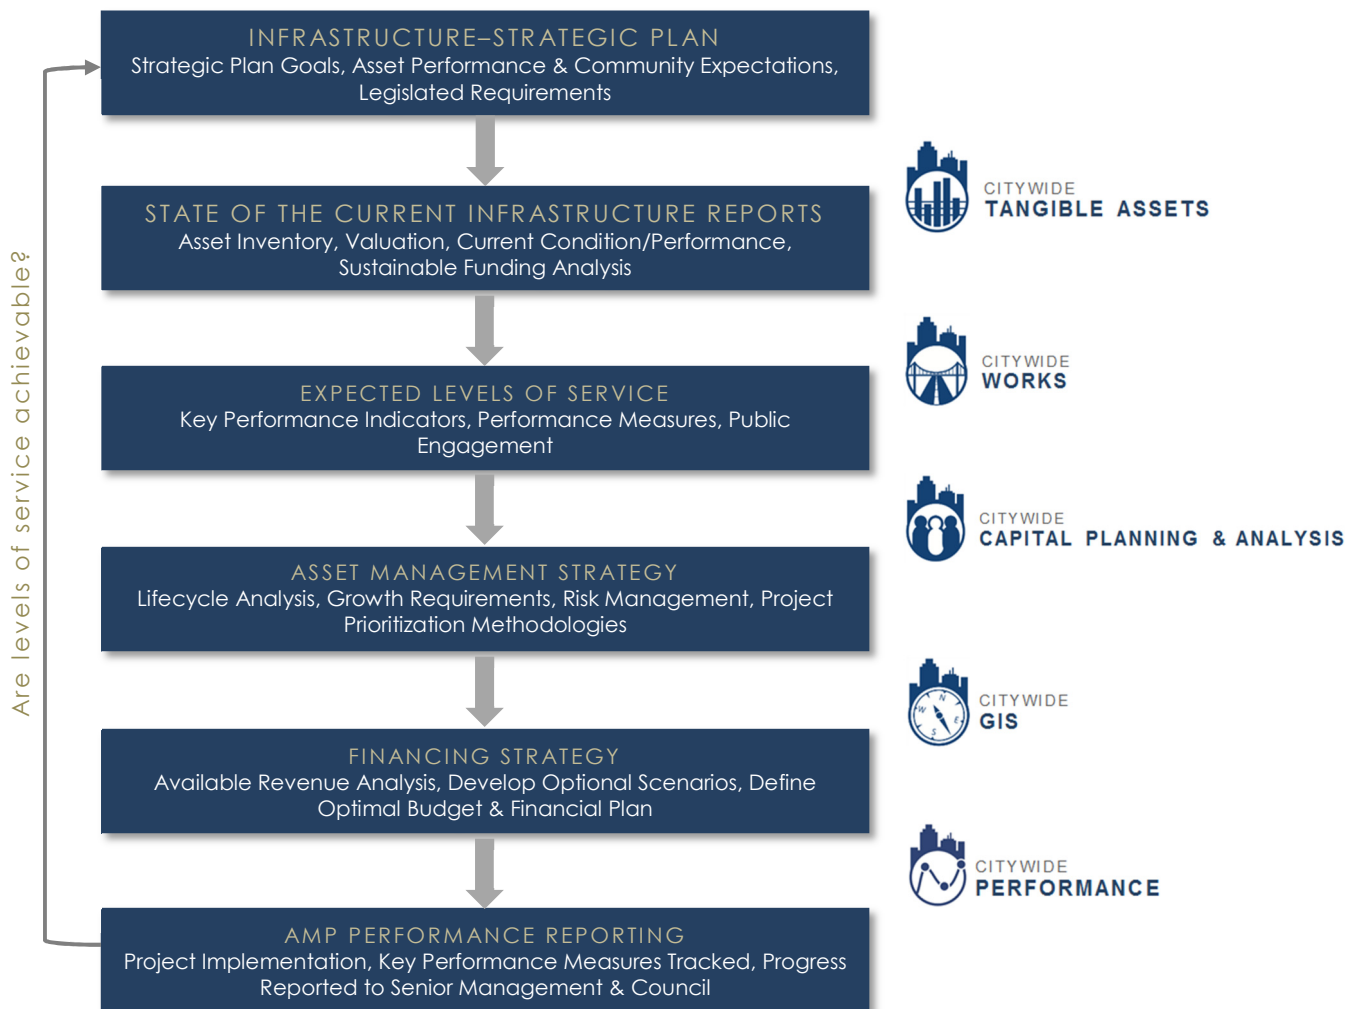 INFRASTRUCTURE–STRATEGIC PLAN
Strategic Plan Goals, Asset Performance & Community Expectations,
Legislated Requirements
STATE OF THE CURRENT INFRASTRUCTURE REPORTS
Asset Inventory, Valuation, Current Condition/Performance,
Sustainable Funding Analysis
EXPECTED LEVELS OF SERVICE
Key Performance Indicators, Performance Measures, Public
Engagement
ASSET MANAGEMENT STRATEGY
Lifecycle Analysis, Growth Requirements, Risk Management, Project
Prioritization Methodologies
FINANCING STRATEGY
Available Revenue Analysis, Develop Optional Scenarios, Define
Optimal Budget & Financial Plan
AMP PERFORMANCE REPORTING
Project Implementation, Key Performance Measures Tracked, Progress
Reported to Senior Management & Council
Are levels of service achievable?
CITYWIDE
TANGIBLE ASSETS
CITYWIDE
WORKS
CITYWIDE
CAPITAL PLANNING & ANALYSIS
N
W
E
S
CITYWIDE
GIS
CITYWIDE
PERFORMANCE